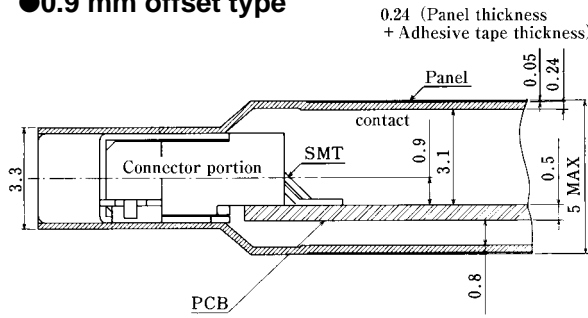 ●0.9 mm offset type
0.24 (Panel thickness
+ Adhesive tape thickness)
Panel
0.05
0.24
contact
SMT
Connector portion
3.3
0.9
3.1
0.5
5 MAX
0.8
PCB